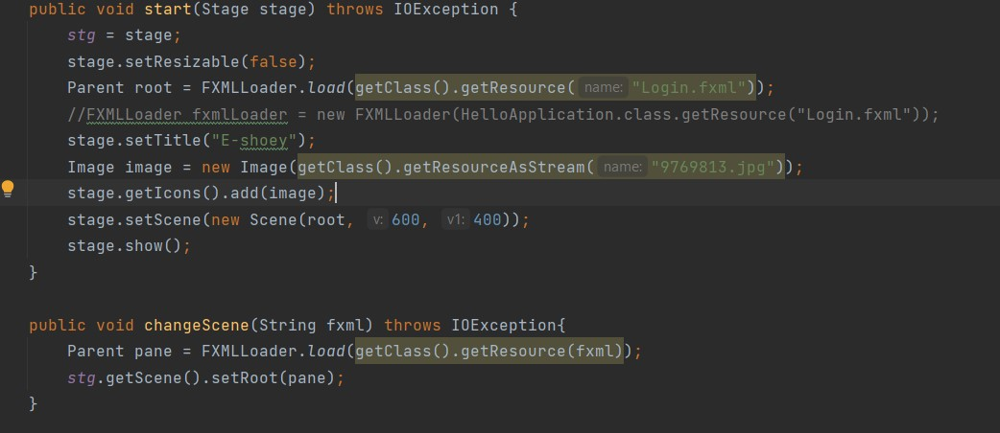 public void start(Stage stage) throws IOException {
stg = stage;
stage.setResizable(false);
Parent root = FXMLLoader.load(getClass().getResource( name: "Login.fxml"));
//FXMLLoader fxmlLoader = new FXMLLoader(HelloApplication.class.getResource("Login.fxml"));
stage.setTitle("E-shoey");
Image image = new Image(getClass().getResourceAsStream( name: "9769813.jpg"));
stage.getIcons().add(image);
stage.setScene(new Scene(root, v: 600, v1: 400));
stage.show();
}
public void changeScene(String fxml) throws IOException{
Parent pane = FXMLLoader.load(getClass().getResource(fxml));
stg.getScene().setRoot(pane);
}